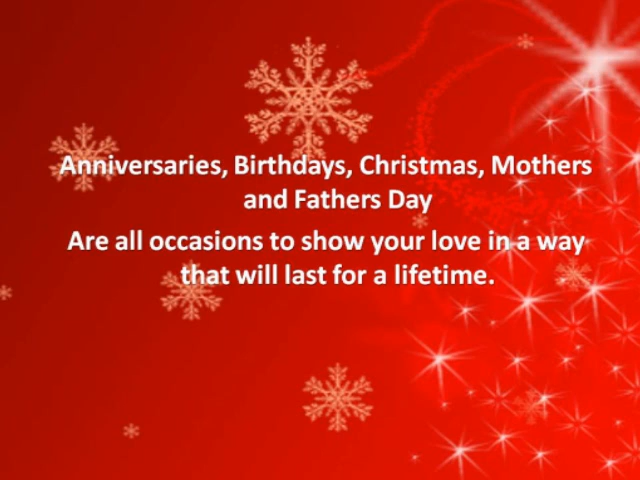 Anniversaries, Birthdays, Christmas, Mothers
and Fathers Day
Are all occasions to show your love in a way
that will last for a lifetime.